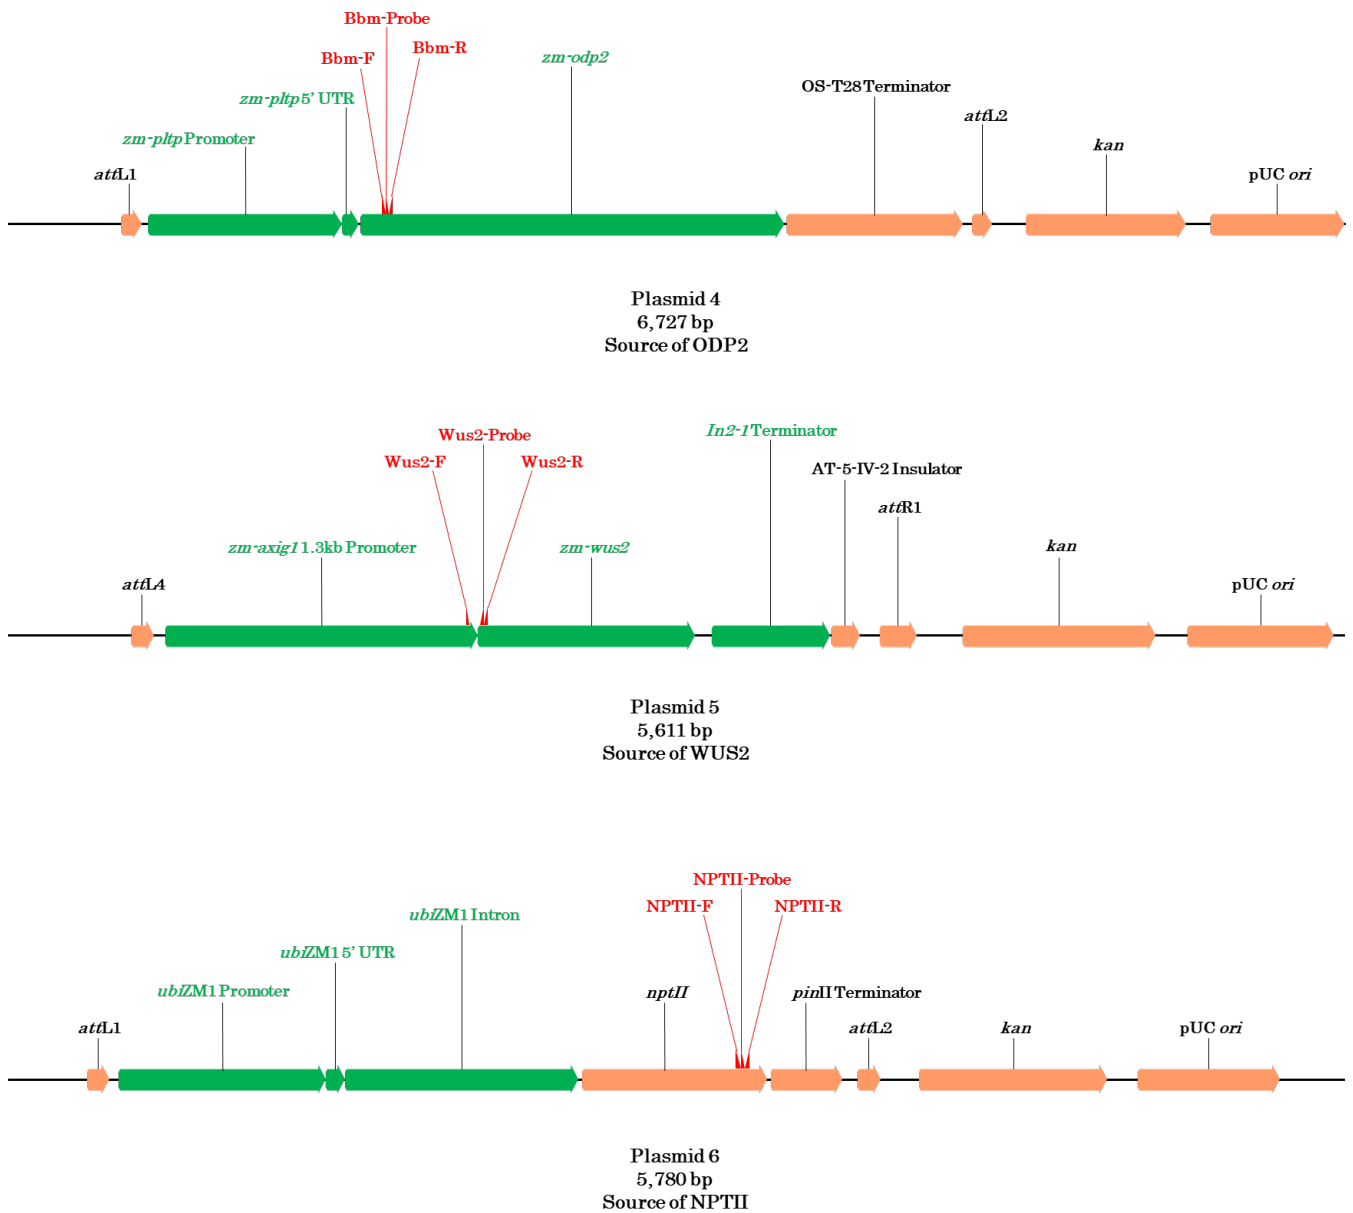 Bbm-Probe
Bbm-F
Bbm-R
zm-odp2
zm-pltp 5’ UTR
OS-T28 Terminator
zm-pltp Promoter
attL2
kan
attL1
pUC ori
Plasmid 4
6,727 bp
Source of ODP2
Wus2-Probe
In2-1 Terminator
Wus2-F
Wus2-R
AT-5-IV-2 Insulator
attR1
zm-axig1 1.3kb Promoter
zm-wus2
kan
attL4
pUC ori
Plasmid 5
5,611 bp
Source of WUS2
NPTII-Probe
NPTII-F
NPTII-R
ubiZM1 Intron
ubiZM1 5’ UTR
ubiZM1 Promoter
nptII
pinII Terminator
attL1
attL2
kan
pUC ori
Plasmid 6
5,780 bp
Source of NPTII